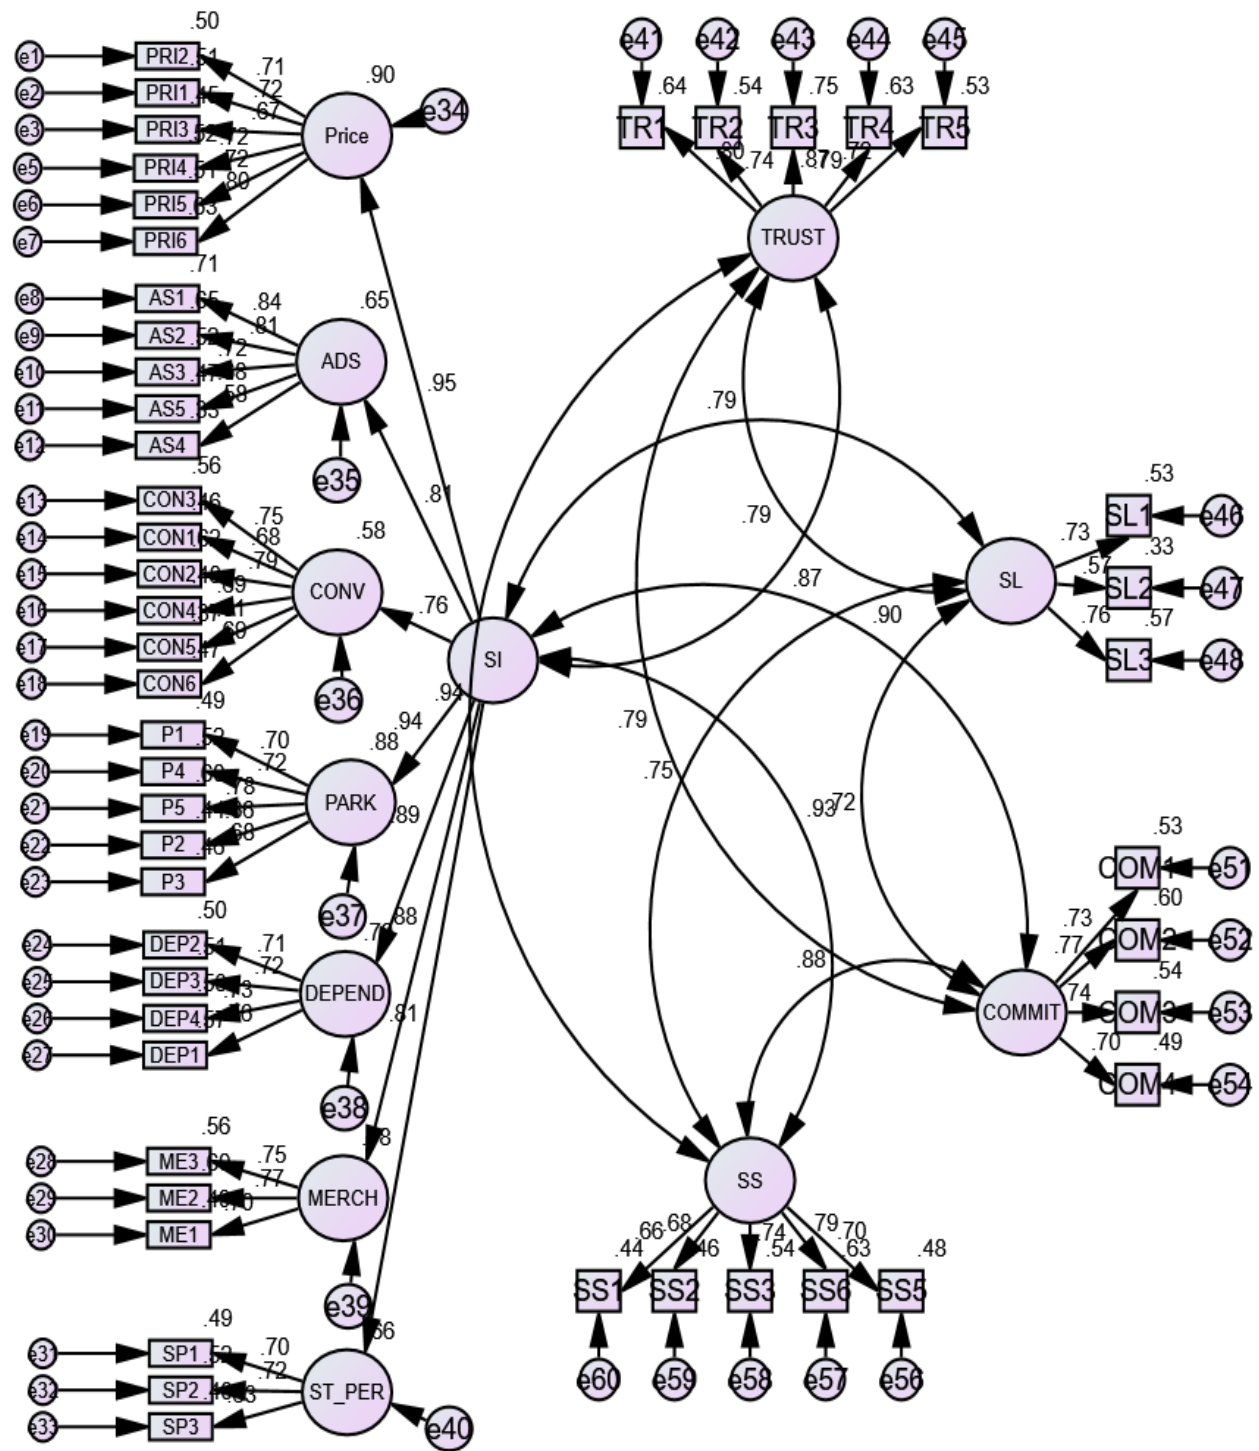 .50
e1 PRI2 .51
.71
e2 PRI1
.72
.90
e3 PRI3
.67
Price
e34
e5 PRI4
.72
e6 PRI5 .63
.80
e7 PRI6
.71
e8 AS1 .65
.84
.65
e9 AS2
.81
e10 AS3
.72
ADS
e11 AS5
.58
e12 AS4
e35
.56
e13 CON3 .46
.75
.58
e14 CON1 .62
.68
e15 CON2
.79
CONV
e16 CON4
e17 CON5 .47
e18 CON6
e36
.49
e19 P1 .52
.70
.88
e20 P4
.72
e21 P5
.78
PARK
e22 P2 .46
.68
e23 P3
e37
.50
e24 DEP2 .51
.71
e25 DEP3
.72
e26 DEP4
.73
DEPEND
e27 DEP1
e38
.56
e28 ME3 .60
.75
e29 ME2
.77
MERCH
e30 ME1
.70
e39
.49
e31 SP1 .52
.70
.66
e32 SP2
.72
ST_PER
e33 SP3
e40
SI
.95
.81
.76
.94
.94
.89
.88
.81
e41 e42 e43 e44 e45
.64 .54 .75 .63 .53
TR1 TR2 TR3 TR4 TR5
.80 .74 .87 .79 .72
TRUST
.79
.79
.87
.90
.79
.75
.93
.72
.88
SL
.53
.73
SL1 e46
.33
.57
SL2 e47
.57
.76
SL3 e48
COMMIT
.53
.73
COM1 e51
.60
.77
COM2 e52
.54
.74
COM3 e53
.49
.70
COM4 e54
SS
.66 .68 .74 .79 .70
.44 .46 .54 .63 .48
SS1 SS2 SS3 SS6 SS5
e60 e59 e58 e57 e56